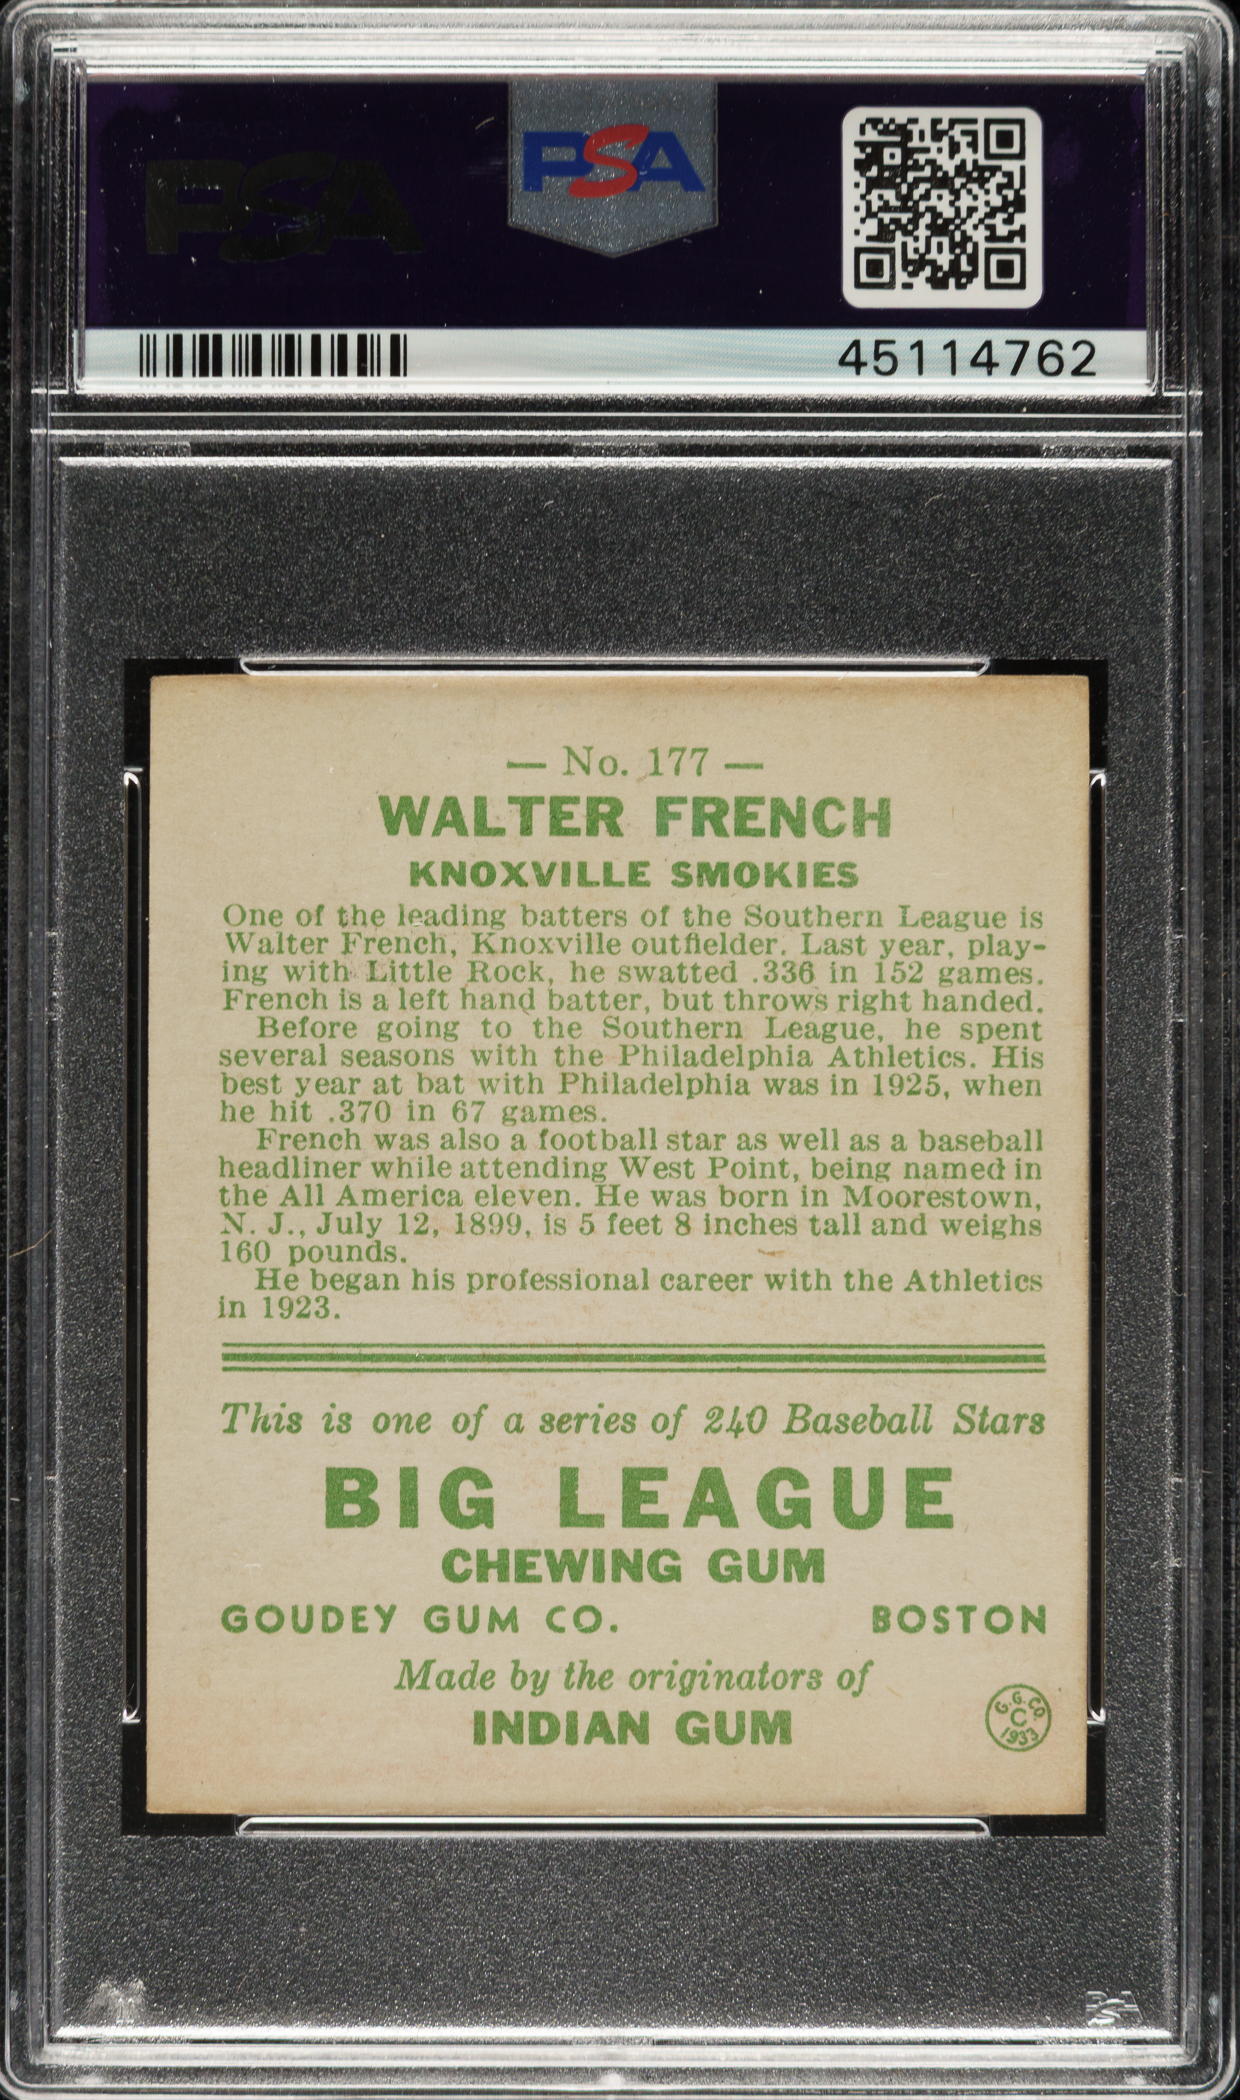 PSA
PSA
45114762
— No. 177 —
WALTER FRENCH
KNOXVILLE SMOKIES
One of the leading batters of the Southern League is
Walter French, Knoxville outfielder. Last year, play-
ing with Little Rock, he swatted .336 in 152 games.
French is a left hand batter, but throws right handed.
Before going to the Southern League, he spent
several seasons with the Philadelphia Athletics. His
best year at bat with Philadelphia was in 1925, when
he hit .370 in 67 games.
French was also a football star as well as a baseball
headliner while attending West Point, being named in
the All America eleven. He was born in Moorestown,
N. J., July 12, 1899, is 5 feet 8 inches tall and weighs
160 pounds.
He began his professional career with the Athletics
in 1923.
This is one of a series of 240 Baseball Stars
BIG LEAGUE
CHEWING GUM
GOUDEY GUM CO. BOSTON
Made by the originators of
INDIAN GUM
G. G. CO.
C
1933
PSA